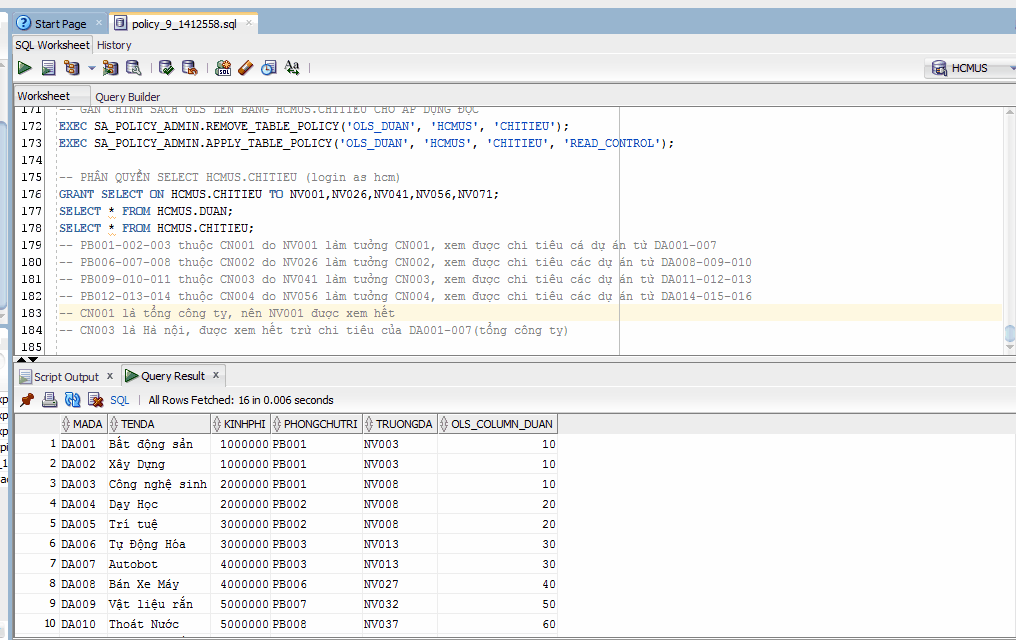 Start Page
policy_9_1412558.sql
SQL Worksheet History
HCMUS
Worksheet Query Builder
171 -- GÁN CHÍNH SÁCH OLS LÊN BẢNG HCMUS.CHITIEU CHO ÁP DỤNG ĐỌC
172 EXEC SA_POLICY_ADMIN.REMOVE_TABLE_POLICY('OLS_DUAN', 'HCMUS', 'CHITIEU');
173 EXEC SA_POLICY_ADMIN.APPLY_TABLE_POLICY('OLS_DUAN', 'HCMUS', 'CHITIEU', 'READ_CONTROL');
174
175 -- PHÂN QUYỀN SELECT HCMUS.CHITIEU (login as hcm)
176 GRANT SELECT ON HCMUS.CHITIEU TO NV001,NV026,NV041,NV056,NV071;
177 SELECT * FROM HCMUS.DUAN;
178 SELECT * FROM HCMUS.CHITIEU;
179 -- PB001-002-003 thuộc CN001 do NV001 làm tưởng CN001, xem được chi tiêu cá dự án từ DA001-007
180 -- PB006-007-008 thuộc CN002 do NV026 làm tưởng CN002, xem được chi tiêu các dự án từ DA008-009-010
181 -- PB009-010-011 thuộc CN003 do NV041 làm tưởng CN003, xem được chi tiêu các dự án từ DA011-012-013
182 -- PB012-013-014 thuộc CN004 do NV056 làm tưởng CN004, xem được chi tiêu các dự án từ DA014-015-016
183 -- CN001 là tổng công ty, nên NV001 được xem hết
184 -- CN003 là Hà nội, được xem hết trừ chi tiêu của DA001-007(tổng công ty)
185
Script Output x Query Result x
SQL | All Rows Fetched: 16 in 0.006 seconds
MADA TENDA KINHPHI PHONGCHUTRI TRUONGDA OLS_COLUMN_DUAN
1 DA001 Bất động sản 1000000 PB001 NV003 10
2 DA002 Xây Dựng 1000000 PB001 NV003 10
3 DA003 Công nghệ sinh 2000000 PB001 NV008 10
4 DA004 Dạy Học 2000000 PB002 NV008 20
5 DA005 Trí tuệ 3000000 PB002 NV008 20
6 DA006 Tự Động Hóa 3000000 PB003 NV013 30
7 DA007 Autobot 4000000 PB003 NV013 30
8 DA008 Bán Xe Máy 4000000 PB006 NV027 40
9 DA009 Vật liệu rắn 5000000 PB007 NV032 50
10 DA010 Thoát Nước 5000000 PB008 NV037 60